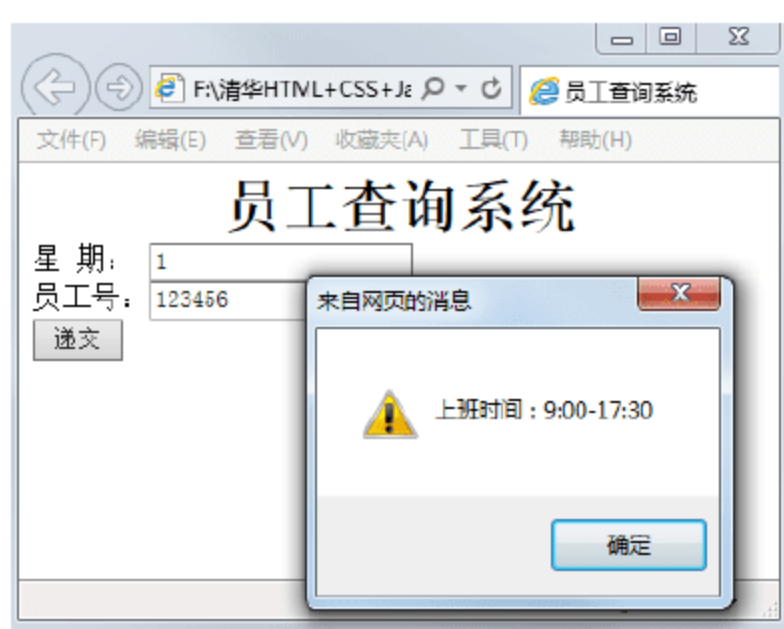 F:\清华HTML+CSS+Ja
员工查询系统
文件(F) 编辑(E) 查看(V) 收藏夹(A) 工具(T) 帮助(H)
员工查询系统
星 期: 1
员工号: 123456
递交
来自网页的消息
上班时间:9:00-17:30
确定